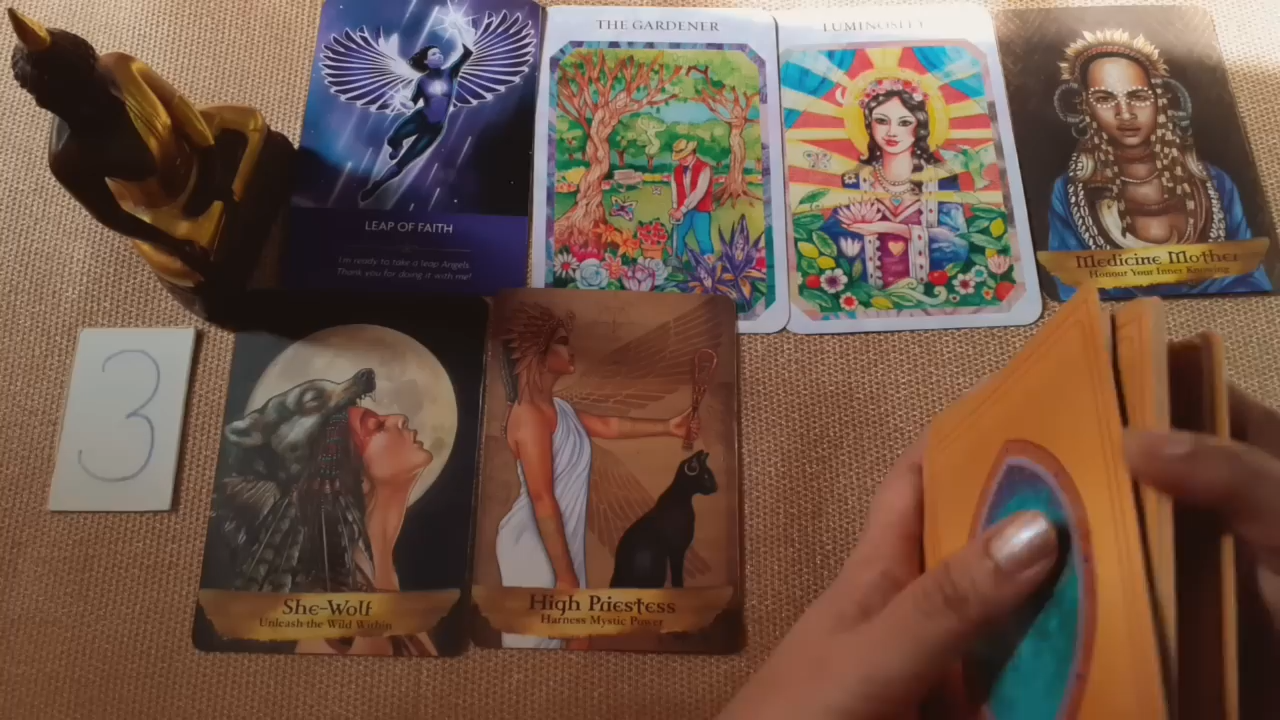 THE GARDENER
LUMINOSITY
LEAP OF FAITH
I'm ready to take a leap Angels.
Thank you for doing it with me!
Medicine Mother
Honour Your Inner Knowing
3
She-Wolf
Unleash the Wild Within
High Priestess
Harness Mystic Power